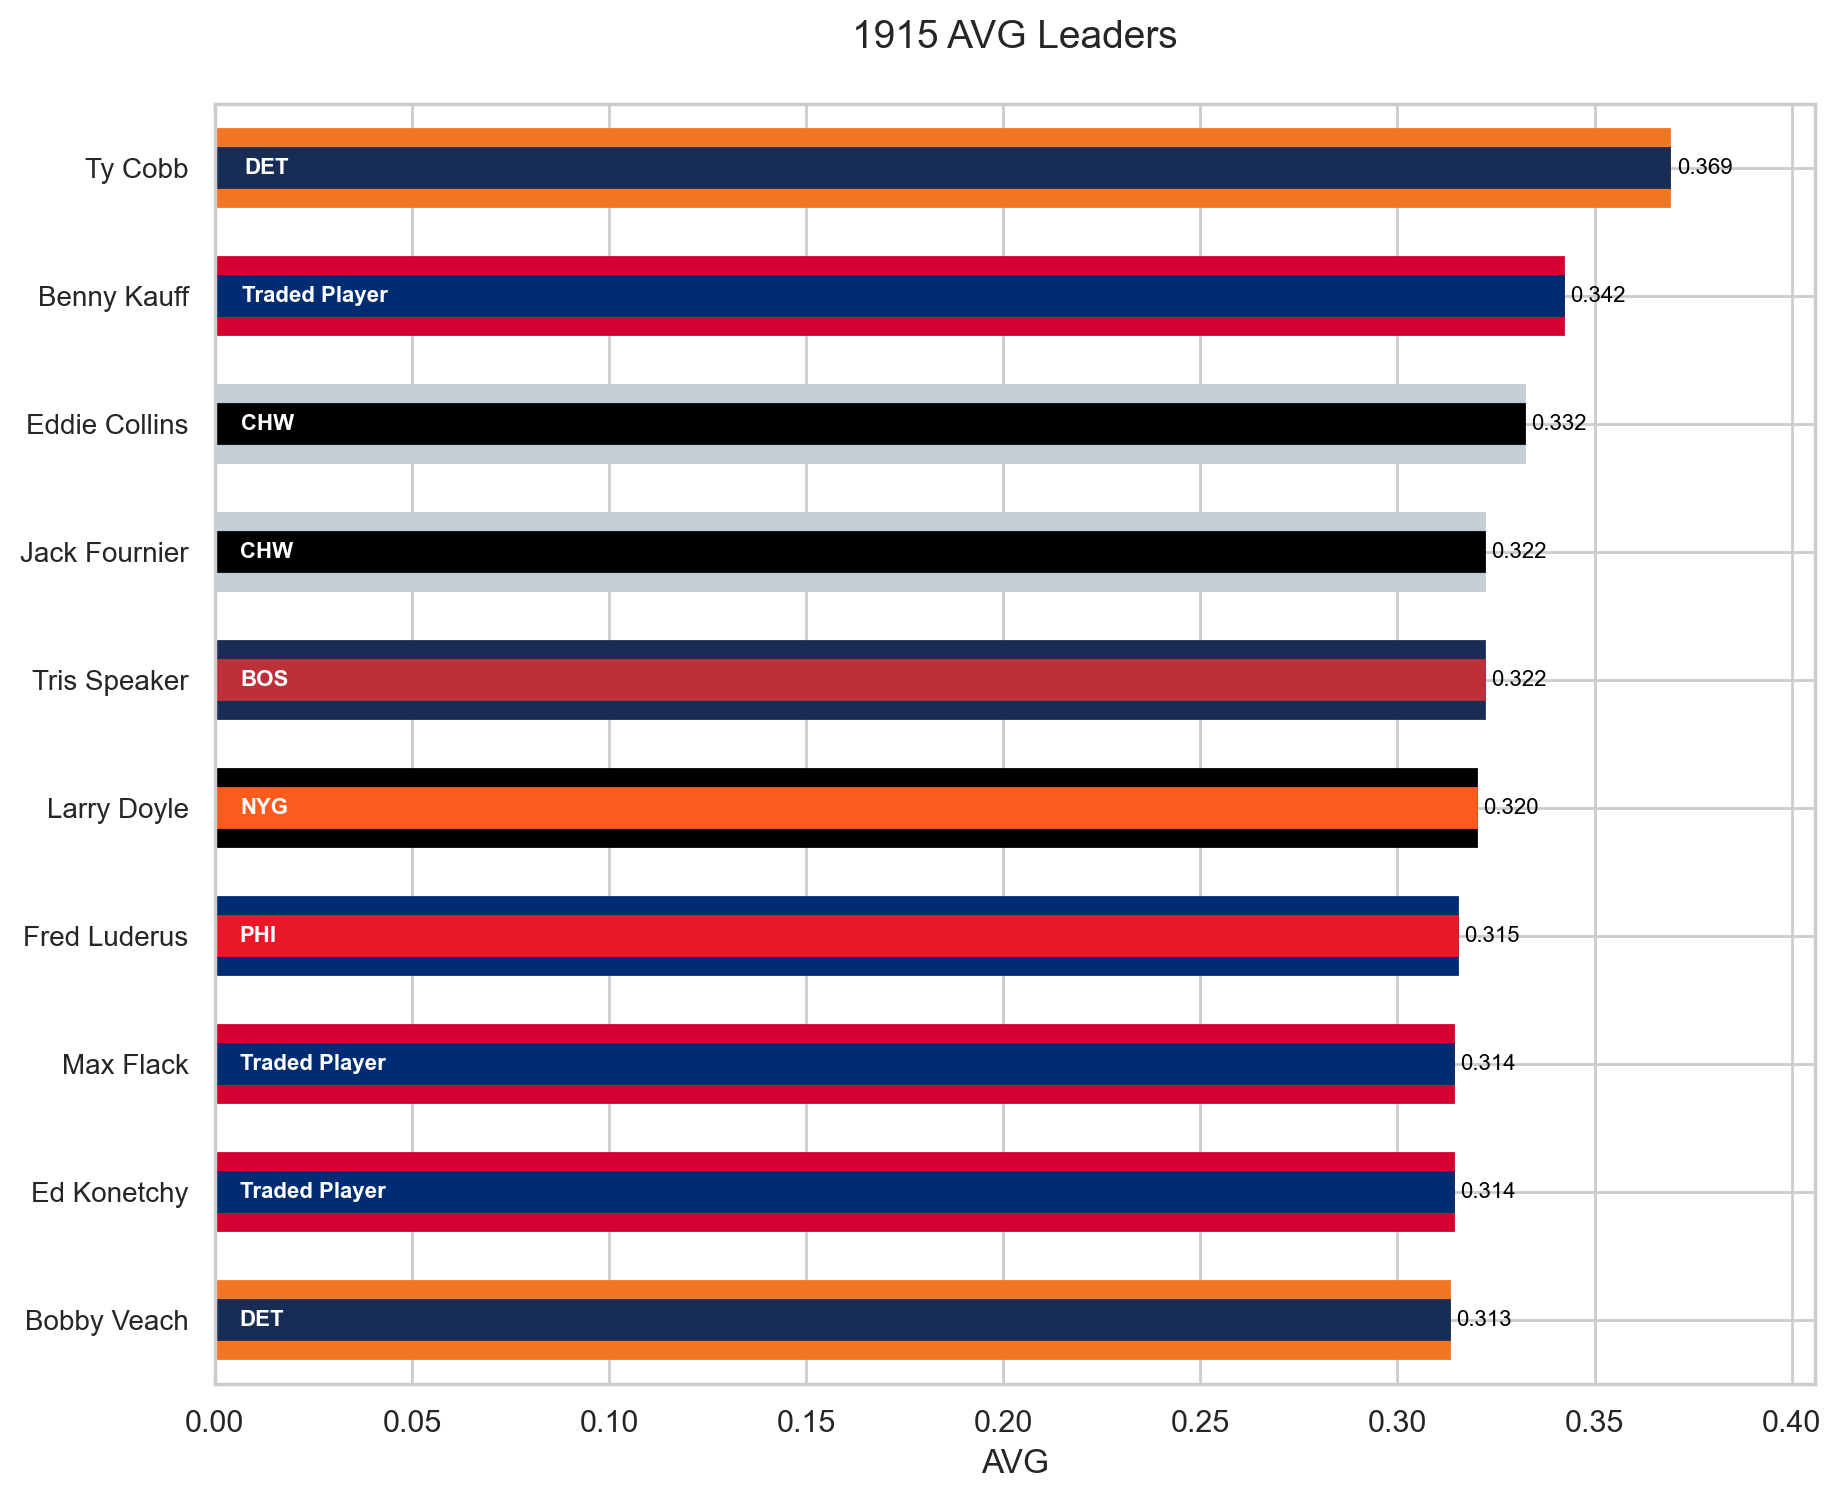 1915 AVG Leaders
Ty Cobb
DET
0.369
Benny Kauff
Traded Player
0.342
Eddie Collins
CHW
0.332
Jack Fournier
CHW
0.322
Tris Speaker
BOS
0.322
Larry Doyle
NYG
0.320
Fred Luderus
PHI
0.315
Max Flack
Traded Player
0.314
Ed Konetchy
Traded Player
0.314
Bobby Veach
DET
0.313
0.00 0.05 0.10 0.15 0.20 0.25 0.30 0.35 0.40
AVG